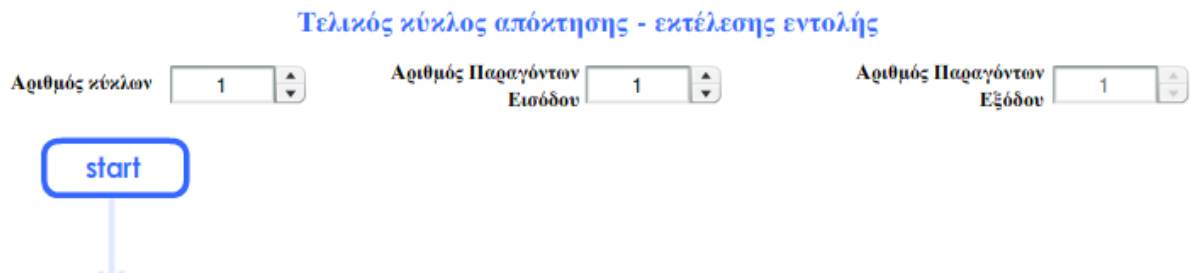 Τελικός κύκλος απόκτησης - εκτέλεσης εντολής
Αριθμός κύκλων 1
Αριθμός Παραγόντων
Εισόδου 1
Αριθμός Παραγόντων
Εξόδου 1
start